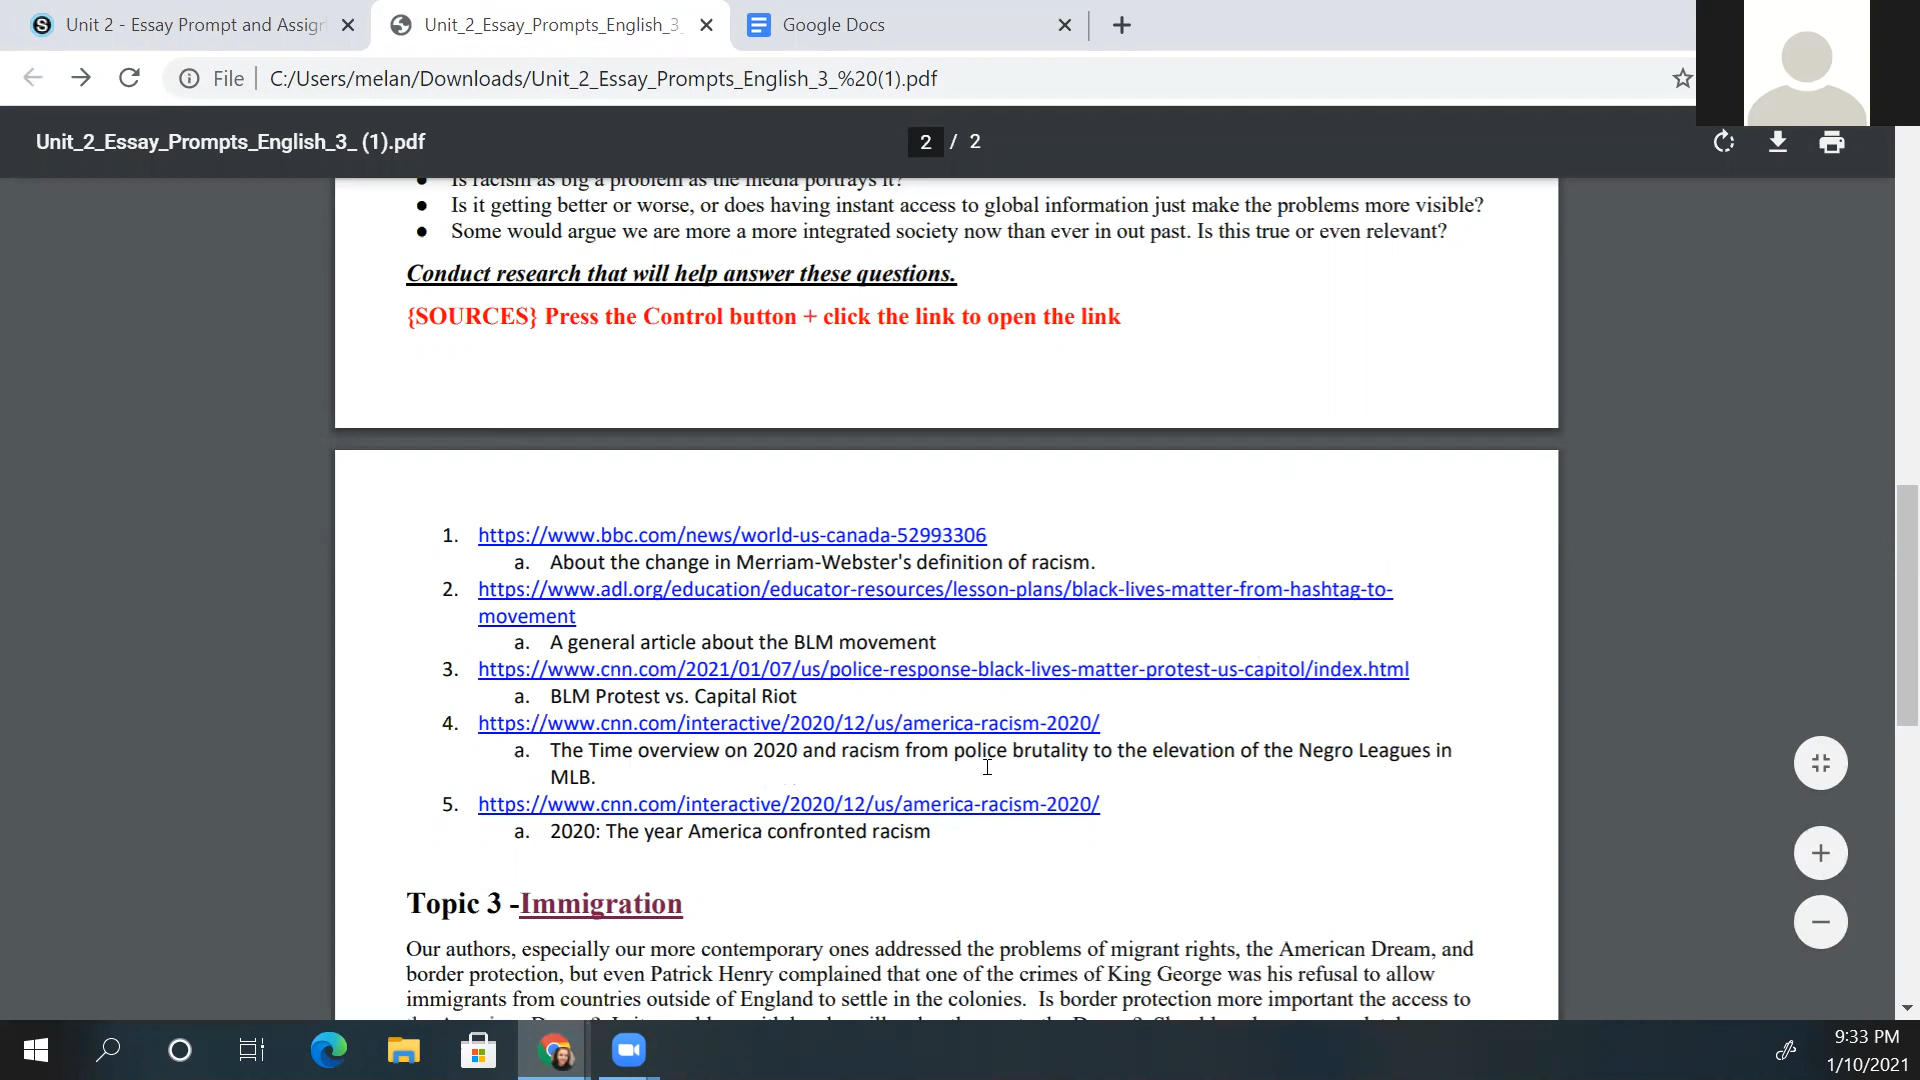 Unit 2 - Essay Prompt and Assign
Unit_2_Essay_Prompts_English_3_
Google Docs
File
C:/Users/melan/Downloads/Unit_2_Essay_Prompts_English_3_%20(1).pdf
Unit_2_Essay_Prompts_English_3_ (1).pdf
2 / 2
● Is racism as big a problem as the media portrays it?
● Is it getting better or worse, or does having instant access to global information just make the problems more visible?
● Some would argue we are more a more integrated society now than ever in out past. Is this true or even relevant?
Conduct research that will help answer these questions.
{SOURCES} Press the Control button + click the link to open the link
1. https://www.bbc.com/news/world-us-canada-52993306
a. About the change in Merriam-Webster's definition of racism.
2. https://www.adl.org/education/educator-resources/lesson-plans/black-lives-matter-from-hashtag-to-
movement
a. A general article about the BLM movement
3. https://www.cnn.com/2021/01/07/us/police-response-black-lives-matter-protest-us-capitol/index.html
a. BLM Protest vs. Capital Riot
4. https://www.cnn.com/interactive/2020/12/us/america-racism-2020/
a. The Time overview on 2020 and racism from police brutality to the elevation of the Negro Leagues in
MLB.
5. https://www.cnn.com/interactive/2020/12/us/america-racism-2020/
a. 2020: The year America confronted racism
Topic 3 -Immigration
Our authors, especially our more contemporary ones addressed the problems of migrant rights, the American Dream, and
border protection, but even Patrick Henry complained that one of the crimes of King George was his refusal to allow
immigrants from countries outside of England to settle in the colonies. Is border protection more important the access to
9:33 PM
1/10/2021